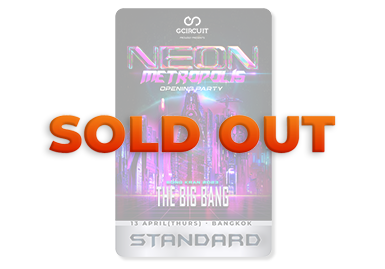 GCIRCUIT
NEON
METROPOLIS
OPENING PARTY
SOLD OUT
THE BIG BANG
13 APRIL(THURS) • BANGKOK
STANDARD